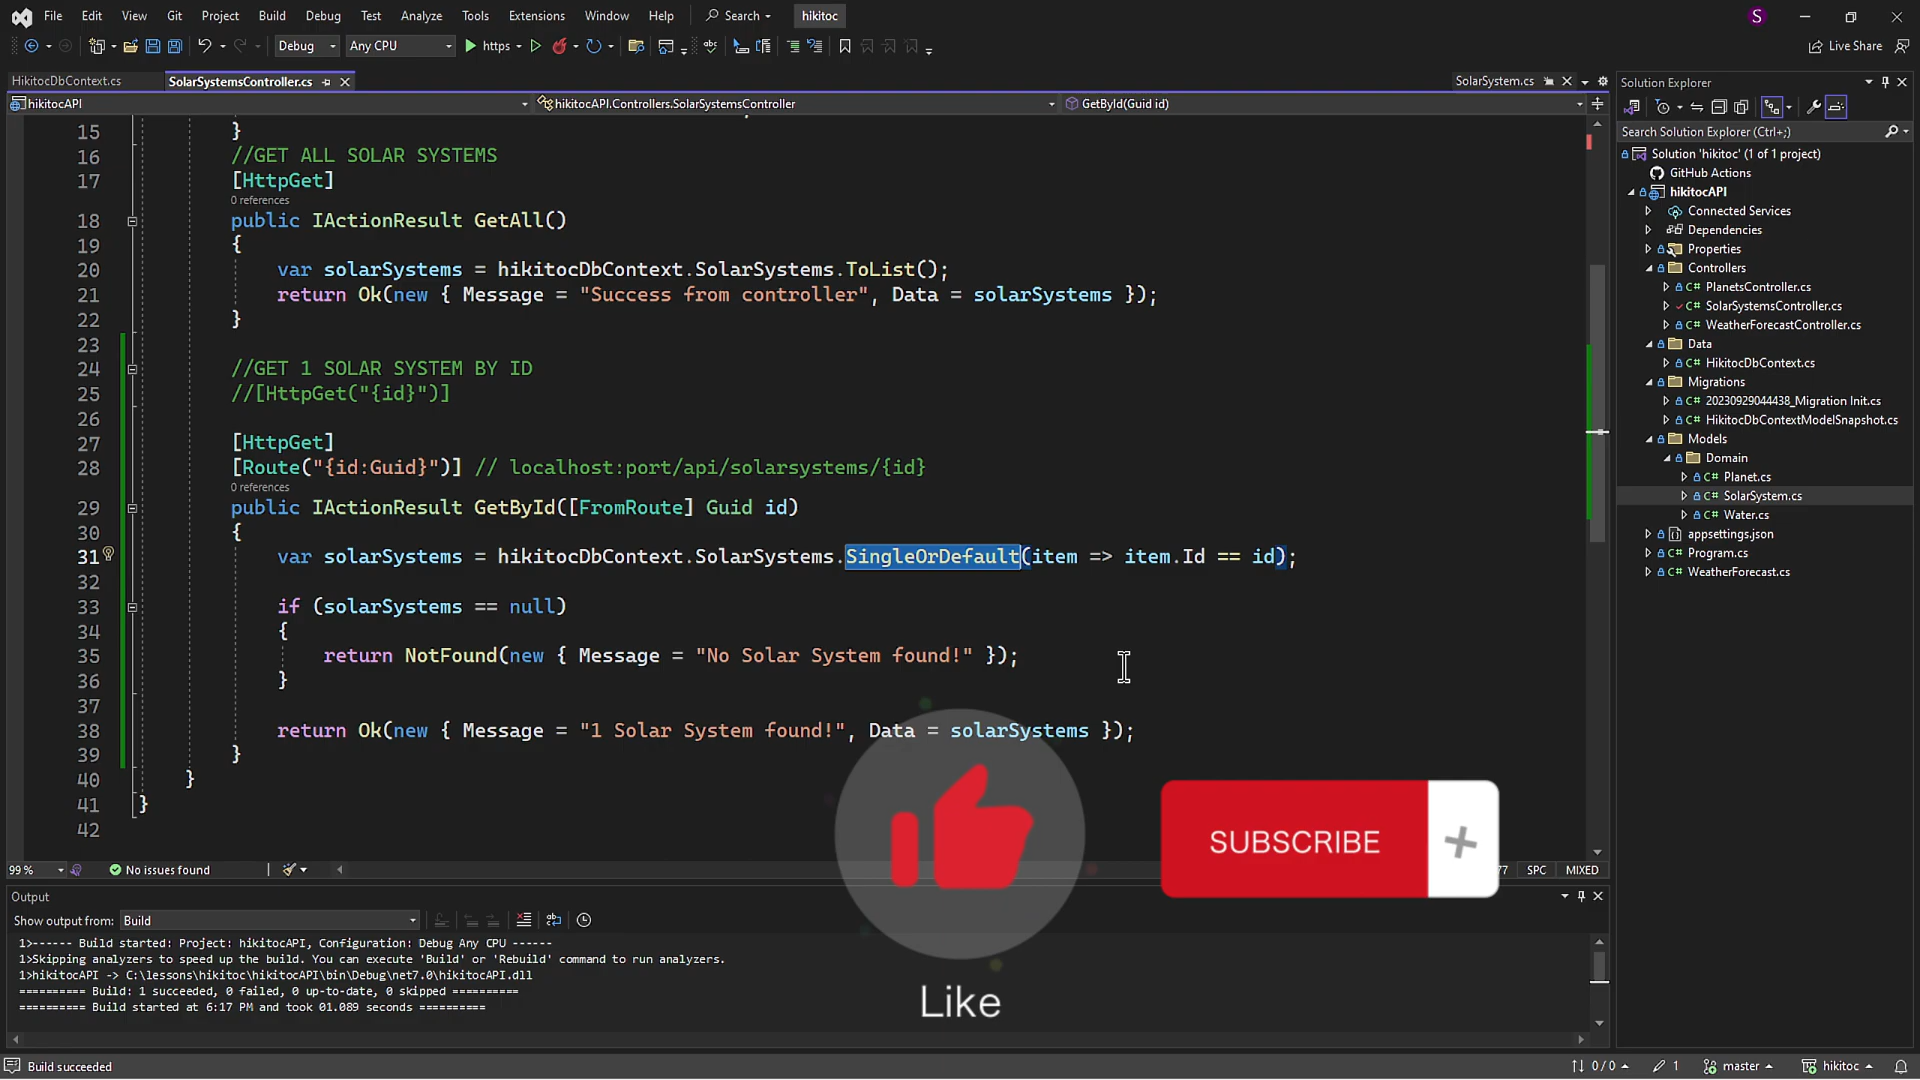 File Edit View Git Project Build Debug Test Analyze Tools Extensions Window Help Search hikitoc S
Debug Any CPU https Live Share
HikitocDbContext.cs SolarSystemsController.cs SolarSystem.cs
hikitocAPI hikitocAPI.Controllers.SolarSystemsController GetById(Guid id)
15 }
16 //GET ALL SOLAR SYSTEMS
17 [HttpGet]
0 references
18 public IActionResult GetAll()
19 {
20 var solarSystems = hikitocDbContext.SolarSystems.ToList();
21 return Ok(new { Message = "Success from controller", Data = solarSystems });
22 }
23
24 //GET 1 SOLAR SYSTEM BY ID
25 //[HttpGet("{id}")]
26
27 [HttpGet]
28 [Route("{id:Guid}")] // localhost:port/api/solarsystems/{id}
0 references
29 public IActionResult GetById([FromRoute] Guid id)
30 {
31 var solarSystems = hikitocDbContext.SolarSystems.SingleOrDefault(item => item.Id == id);
32
33 if (solarSystems == null)
34 {
35 return NotFound(new { Message = "No Solar System found!" });
36 }
37
38 return Ok(new { Message = "1 Solar System found!", Data = solarSystems });
39 }
40 }
41 }
42
99 % No issues found SPC MIXED
SUBSCRIBE +
Like
Output
Show output from: Build
1>------ Build started: Project: hikitocAPI, Configuration: Debug Any CPU ------
1>Skipping analyzers to speed up the build. You can execute 'Build' or 'Rebuild' command to run analyzers.
1>hikitocAPI -> C:\lessons\hikitoc\hikitocAPI\bin\Debug\net7.0\hikitocAPI.dll
========== Build: 1 succeeded, 0 failed, 0 up-to-date, 0 skipped ==========
========== Build started at 6:17 PM and took 01.089 seconds ==========
Solution Explorer
Search Solution Explorer (Ctrl+;)
Solution 'hikitoc' (1 of 1 project)
GitHub Actions
hikitocAPI
Connected Services
Dependencies
Properties
Controllers
C# PlanetsController.cs
C# SolarSystemsController.cs
C# WeatherForecastController.cs
Data
C# HikitocDbContext.cs
Migrations
C# 20230929044438_Migration Init.cs
C# HikitocDbContextModelSnapshot.cs
Models
Domain
C# Planet.cs
C# SolarSystem.cs
C# Water.cs
appsettings.json
C# Program.cs
C# WeatherForecast.cs
Build succeeded 0 / 0 1 master hikitoc